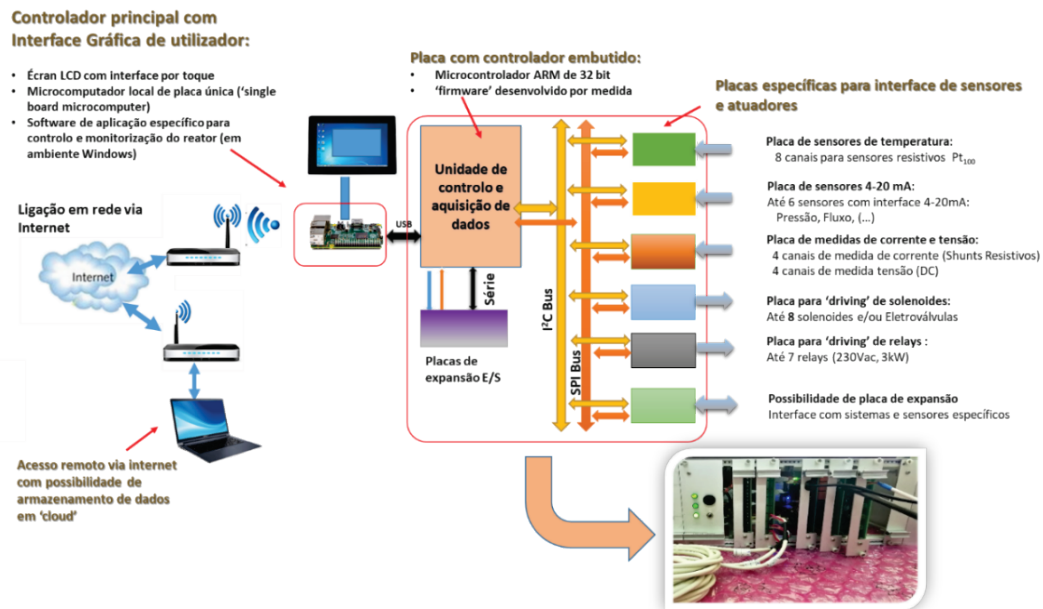 Controlador principal com
Interface Gráfica de utilizador:
• Écran LCD com interface por toque
• Microcomputador local de placa única (‘single
board microcomputer)
• Software de aplicação específico para
controlo e monitorização do reator (em
ambiente Windows)
Placa com controlador embutido:
• Microcontrolador ARM de 32 bit
• ‘firmware’ desenvolvido por medida
Placas específicas para interface de sensores
e atuadores
Unidade de
controlo e
aquisição de
dados
USB
Série
Placas de
expansão E/S
I²C Bus
SPI Bus
Placa de sensores de temperatura:
8 canais para sensores resistivos Pt₁₀₀
Placa de sensores 4-20 mA:
Até 6 sensores com interface 4-20mA:
Pressão, Fluxo, (...)
Placa de medidas de corrente e tensão:
4 canais de medida de corrente (Shunts Resistivos)
4 canais de medida tensão (DC)
Placa para ‘driving’ de solenoides:
Até 8 solenoides e/ou Eletroválvulas
Placa para ‘driving’ de relays :
Até 7 relays (230Vac, 3kW)
Possibilidade de placa de expansão
Interface com sistemas e sensores específicos
Ligação em rede via
Internet
Internet
Acesso remoto via internet
com possibilidade de
armazenamento de dados
em ‘cloud’